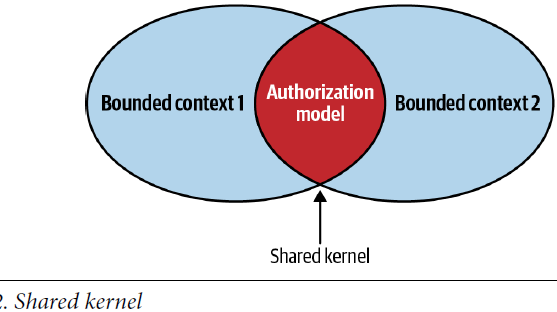 Bounded context 1
Authorization
model
Bounded context 2
Shared kernel
2. Shared kernel